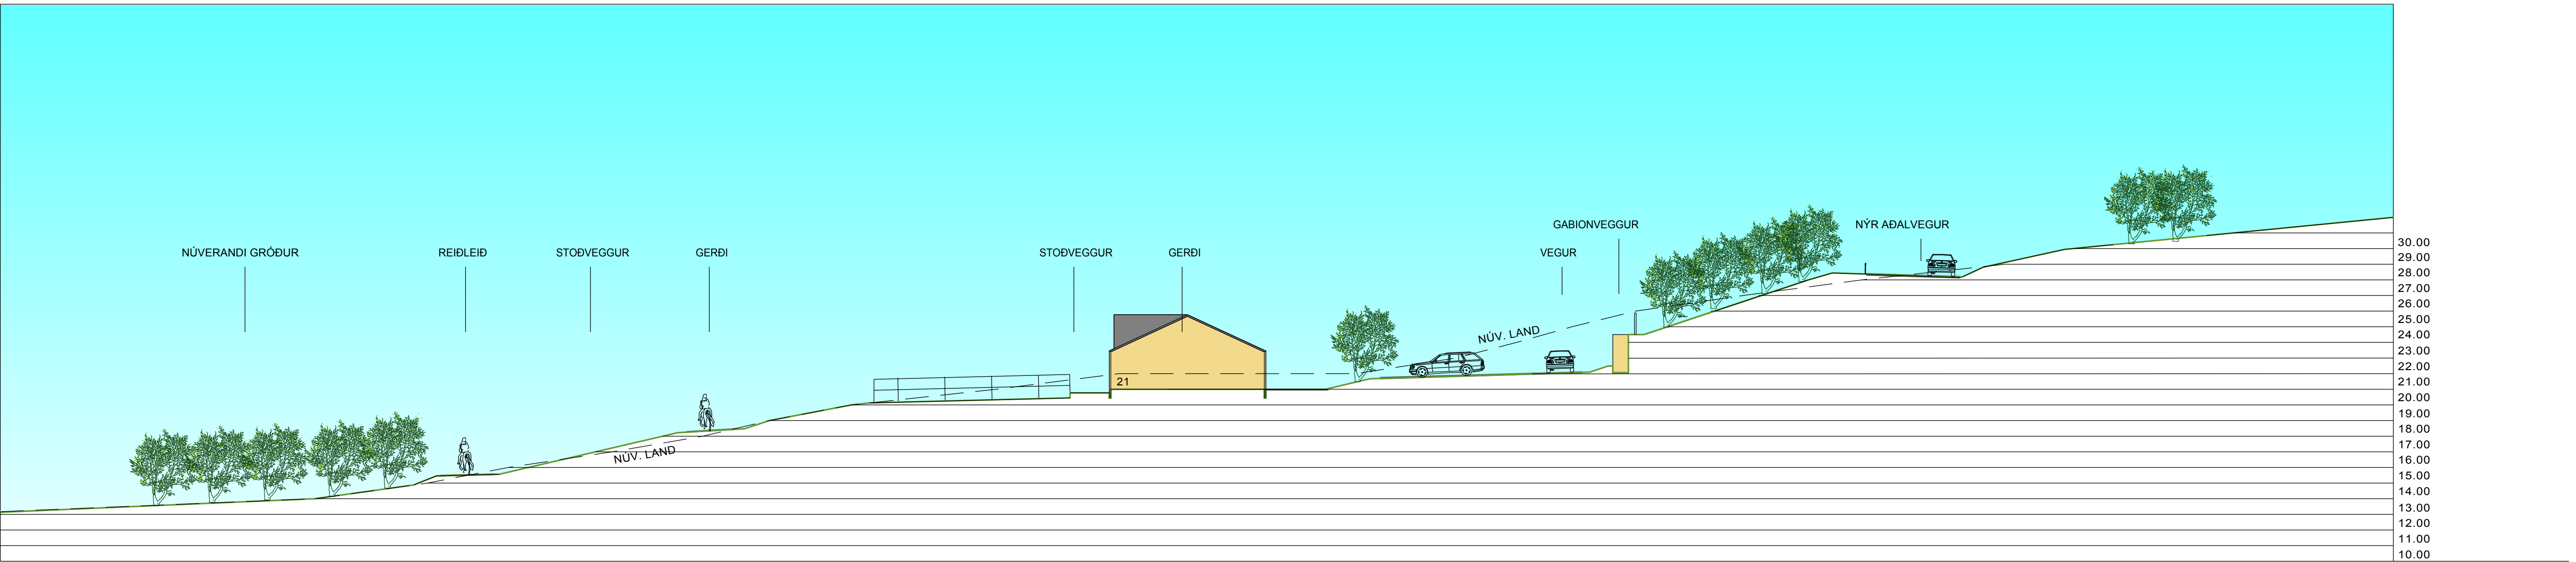 GABIONVEGGUR
NÝR AÐALVEGUR
NÚVERANDI GRÓÐUR
REIÐLEIÐ
STOÐVEGGUR
GERÐI
STOÐVEGGUR
GERÐI
VEGUR
NÚV. LAND
21
NÚV. LAND
30.00
29.00
28.00
27.00
26.00
25.00
24.00
23.00
22.00
21.00
20.00
19.00
18.00
17.00
16.00
15.00
14.00
13.00
12.00
11.00
10.00